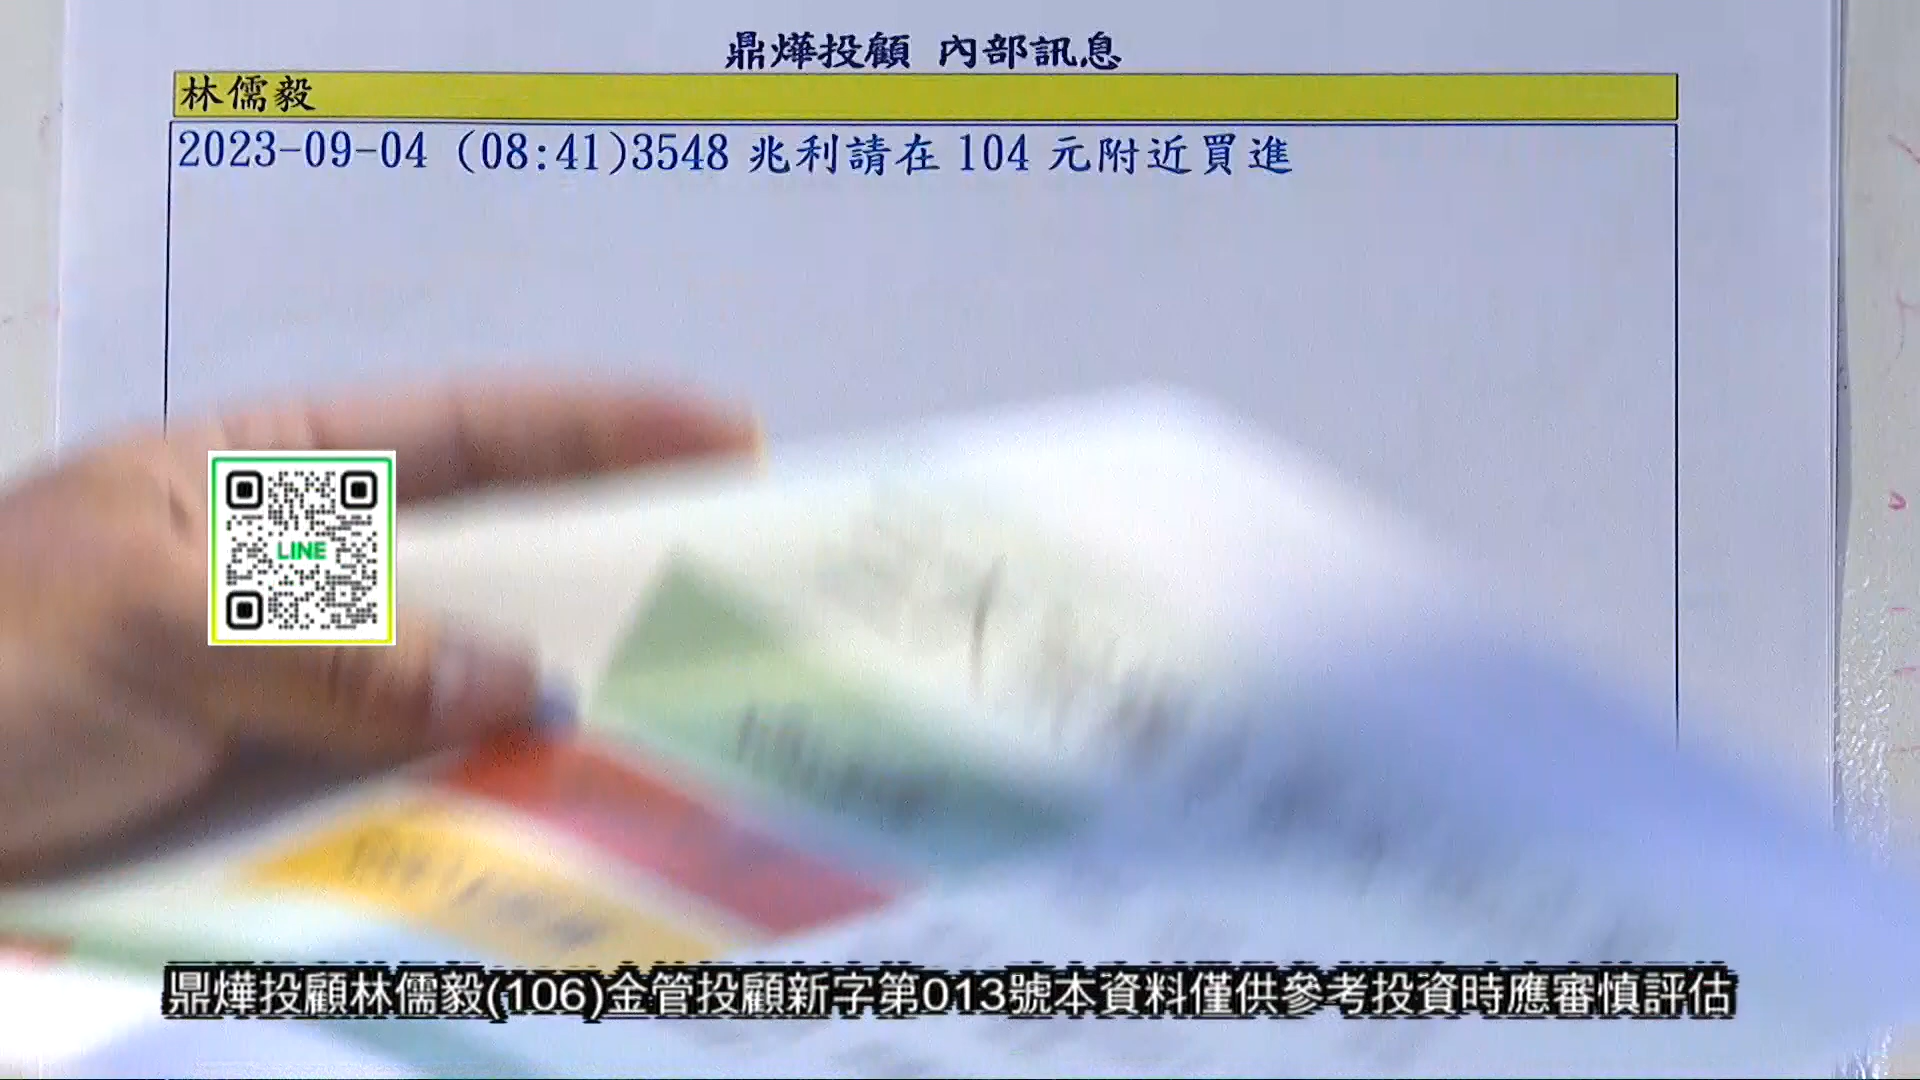 鼎燁投顧 內部訊息
林儒毅
2023-09-04 (08:41)3548 兆利請在 104 元附近買進
LINE
鼎燁投顧林儒毅(106)金管投顧新字第013號本資料僅供參考投資時應審慎評估